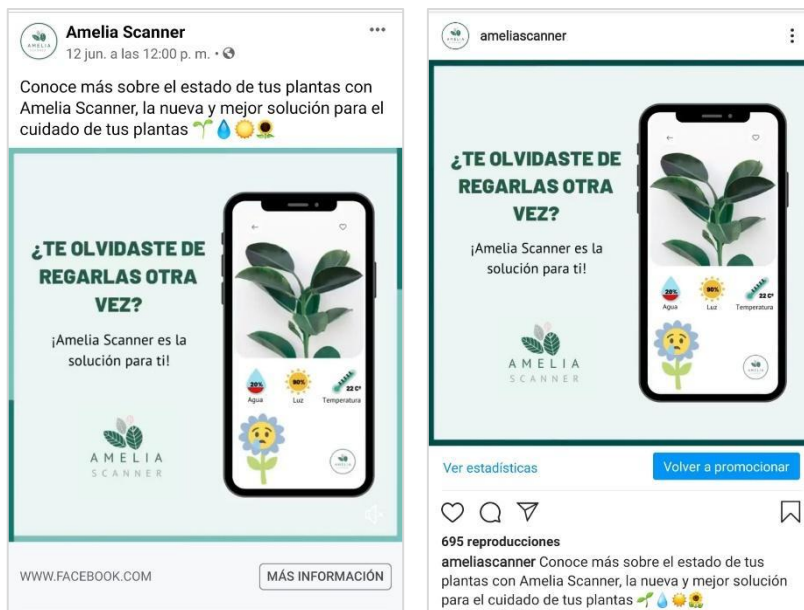 Amelia Scanner
12 jun. a las 12:00 p. m. •
Conoce más sobre el estado de tus plantas con
Amelia Scanner, la nueva y mejor solución para el
cuidado de tus plantas 🌱💧☀️🌻
¿TE OLVIDASTE DE
REGARLAS OTRA
VEZ?
¡Amelia Scanner es la
solución para ti!
AMELIA
SCANNER
20%
90%
22 C°
Agua
Luz
Temperatura
AMELIA
WWW.FACEBOOK.COM
MÁS INFORMACIÓN
ameliascanner
¿TE OLVIDASTE DE
REGARLAS OTRA
VEZ?
¡Amelia Scanner es la
solución para ti!
AMELIA
SCANNER
20%
90%
22 C°
Agua
Luz
Temperatura
Ver estadísticas
Volver a promocionar
695 reproducciones
ameliascanner Conoce más sobre el estado de tus
plantas con Amelia Scanner, la nueva y mejor solución
para el cuidado de tus plantas 🌱💧☀️🌻